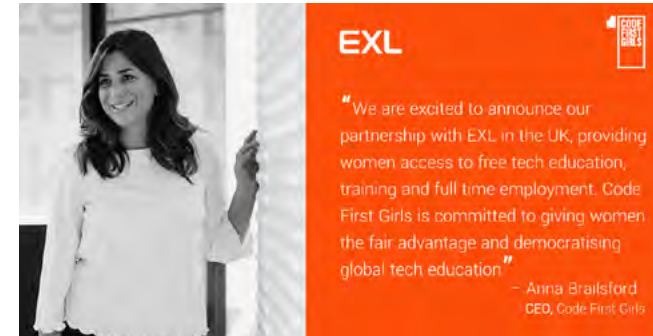 EXL
CODE
FIRST
GIRLS
"We are excited to announce our
partnership with EXL in the UK, providing
women access to free tech education,
training and full time employment. Code
First Girls is committed to giving women
the fair advantage and democratising
global tech education"
– Anna Brailsford
CEO, Code First Girls